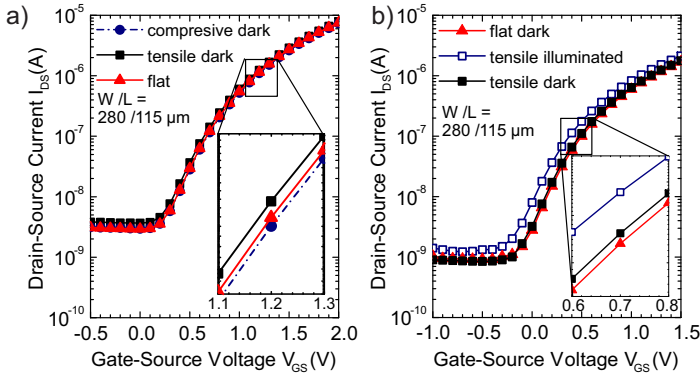 a)
compresive dark
tensile dark
flat
W /L =
280 /115 µm
Drain-Source Current I_DS(A)
10^-5
10^-6
10^-7
10^-8
10^-9
10^-10
1.1 1.2 1.3
-0.5 0.0 0.5 1.0 1.5 2.0
Gate-Source Voltage V_GS(V)
b)
flat dark
tensile illuminated
tensile dark
W /L =
280 /115 µm
Drain-Source Current I_DS(A)
10^-5
10^-6
10^-7
10^-8
10^-9
10^-10
0.6 0.7 0.8
-1.0 -0.5 0.0 0.5 1.0 1.5
Gate-Source Voltage V_GS(V)